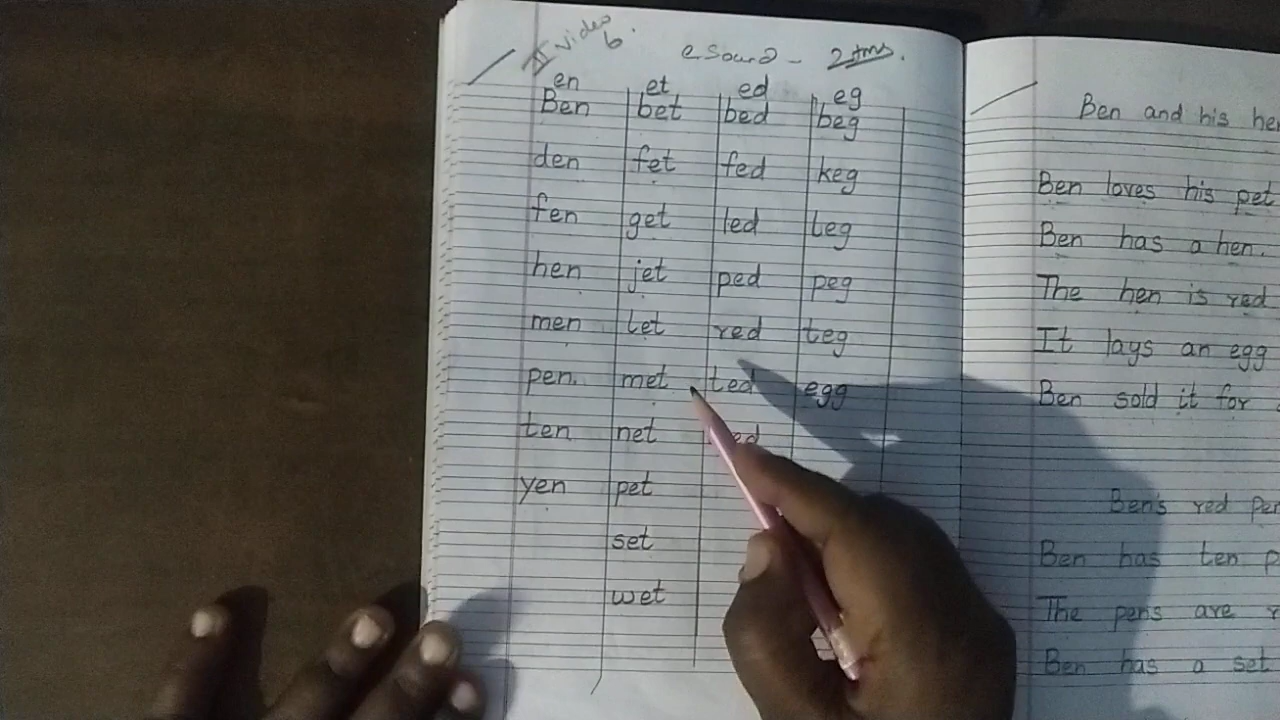 II video
6.
e sound - 2 tms.
en et ed eg
Ben bet bed beg
den fet fed keg
fen get led leg
hen jet ped peg
men let red teg
pen. met ted egg
ten net
yen pet
set
wet
Ben and his
Ben loves his pet
Ben has a hen.
The hen is red
It lays an egg
Ben sold it for
Ben's red
Ben has ten
The pens are
Ben has a set